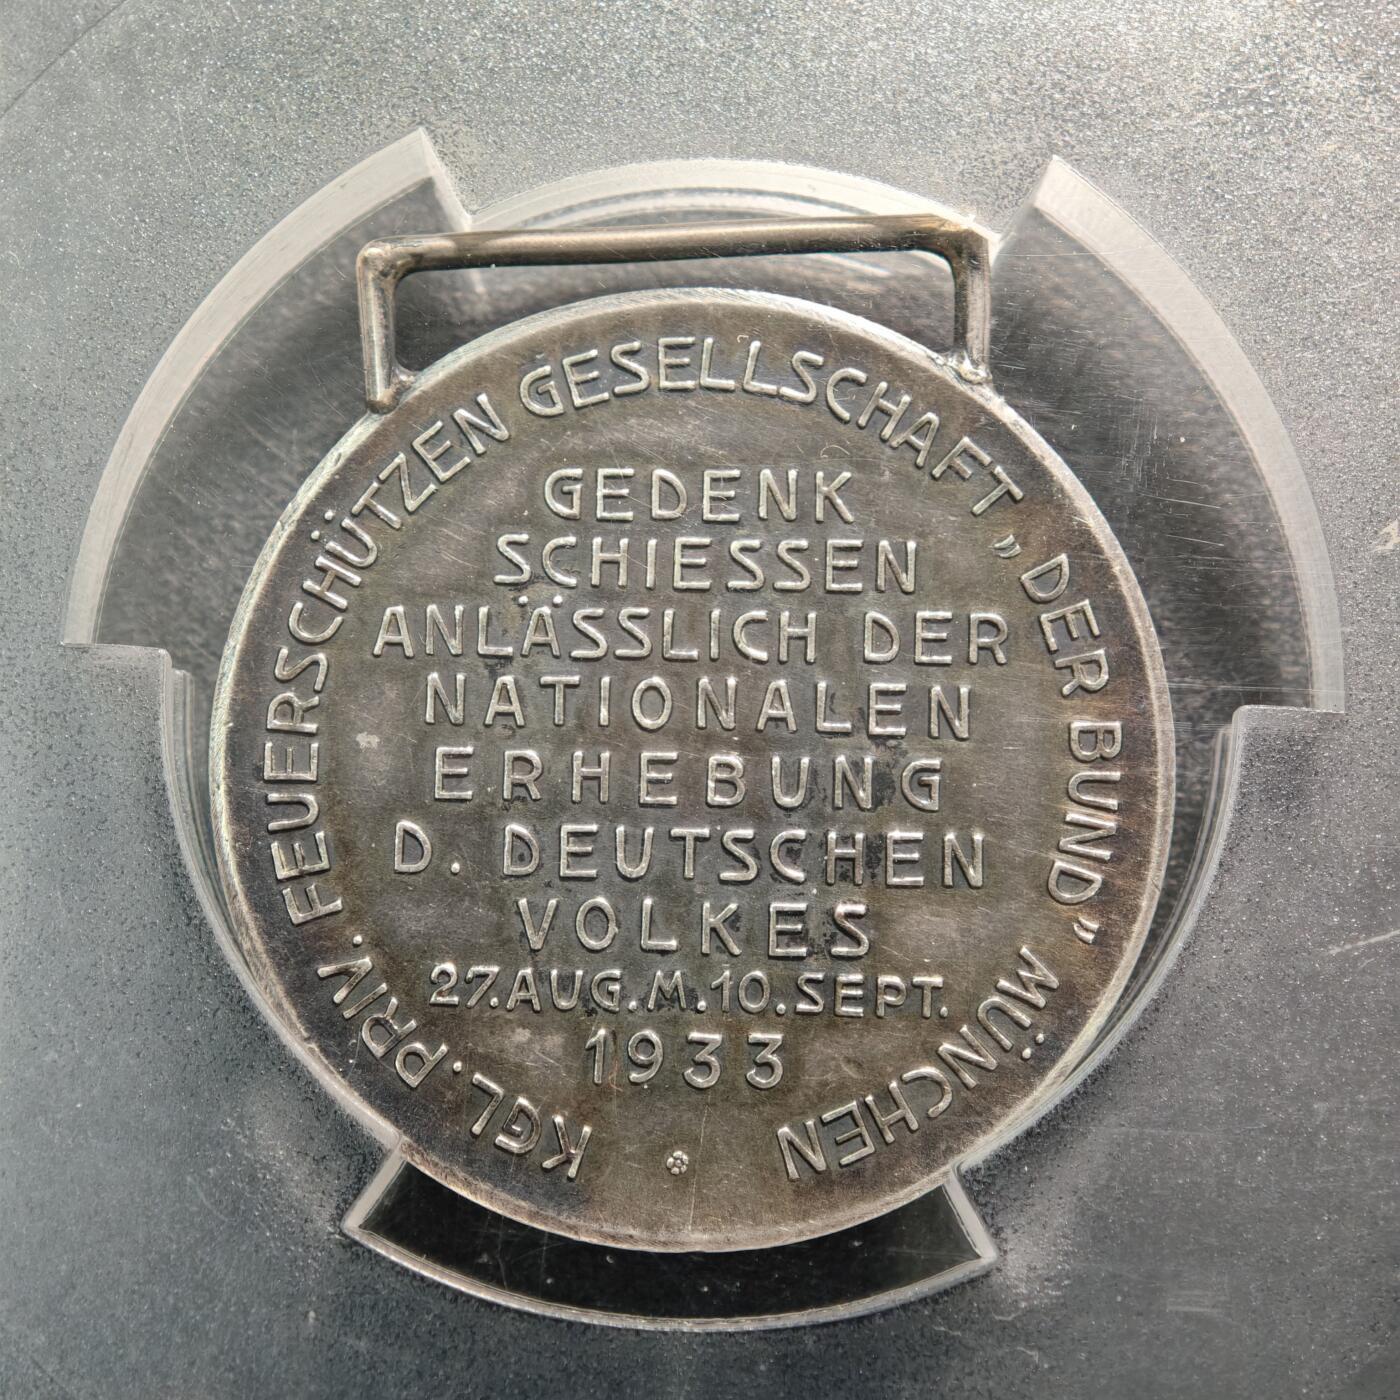 KGL. PRIV. FEUERSCHÜTZEN GESELLSCHAFT „DER BUND” MÜNCHEN
GEDENK
SCHIESSEN
ANLÄSSLICH DER
NATIONALEN
ERHEBUNG
D. DEUTSCHEN
VOLKES
27.AUG.M.10.SEPT.
1933